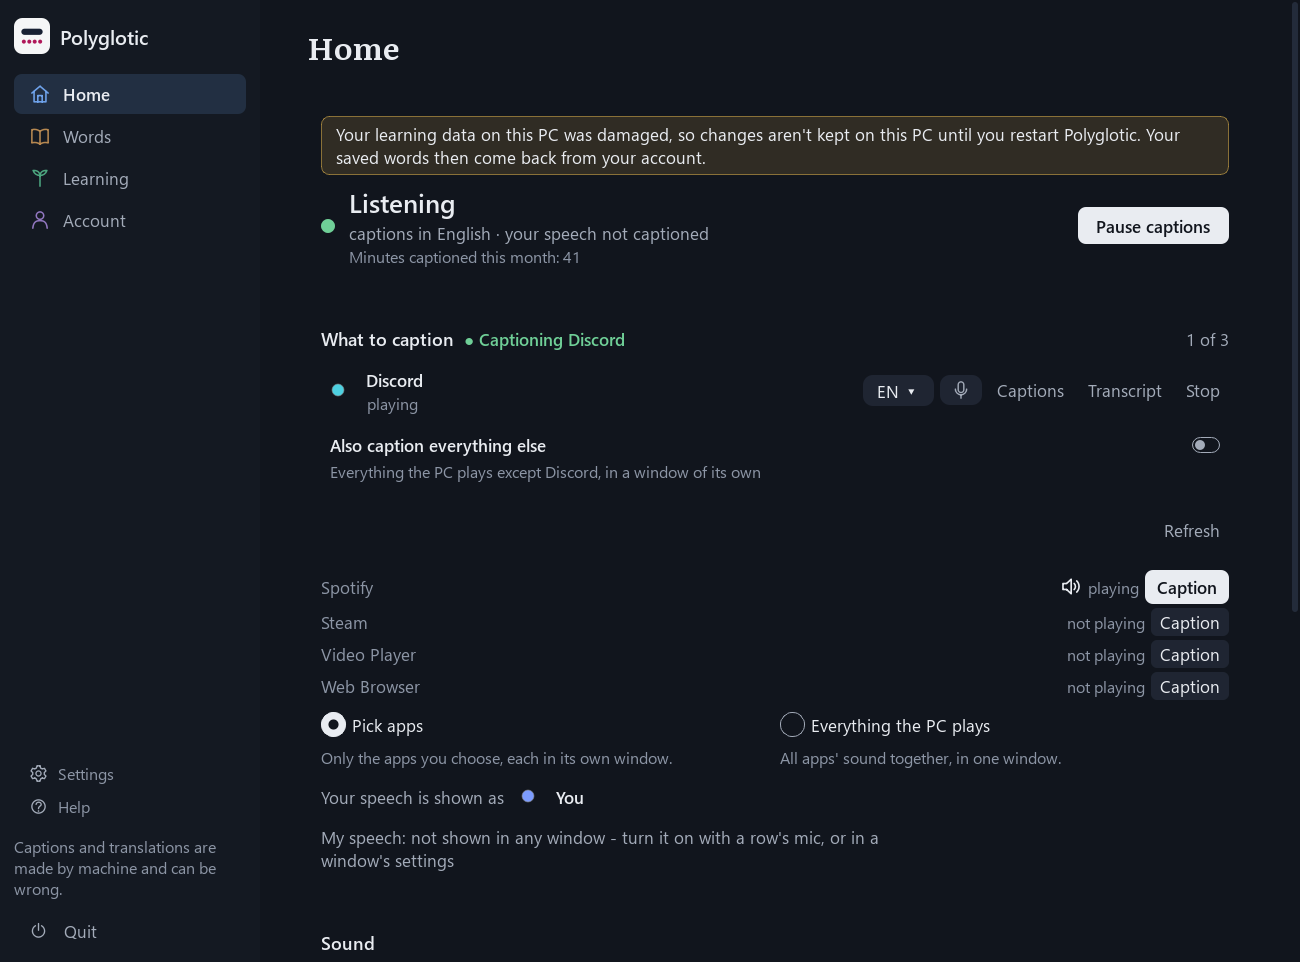 Polyglotic
Home
Words
Learning
Account
Settings
Help
Captions and translations are
made by machine and can be
wrong.
Quit
Home
Your learning data on this PC was damaged, so changes aren't kept on this PC until you restart Polyglotic. Your
saved words then come back from your account.
Listening
captions in English · your speech not captioned
Minutes captioned this month: 41
Pause captions
What to caption ● Captioning Discord 1 of 3
Discord
playing
EN ▾ Captions Transcript Stop
Also caption everything else
Everything the PC plays except Discord, in a window of its own
Refresh
Spotify playing Caption
Steam not playing Caption
Video Player not playing Caption
Web Browser not playing Caption
Pick apps
Only the apps you choose, each in its own window.
Everything the PC plays
All apps' sound together, in one window.
Your speech is shown as You
My speech: not shown in any window - turn it on with a row's mic, or in a
window's settings
Sound